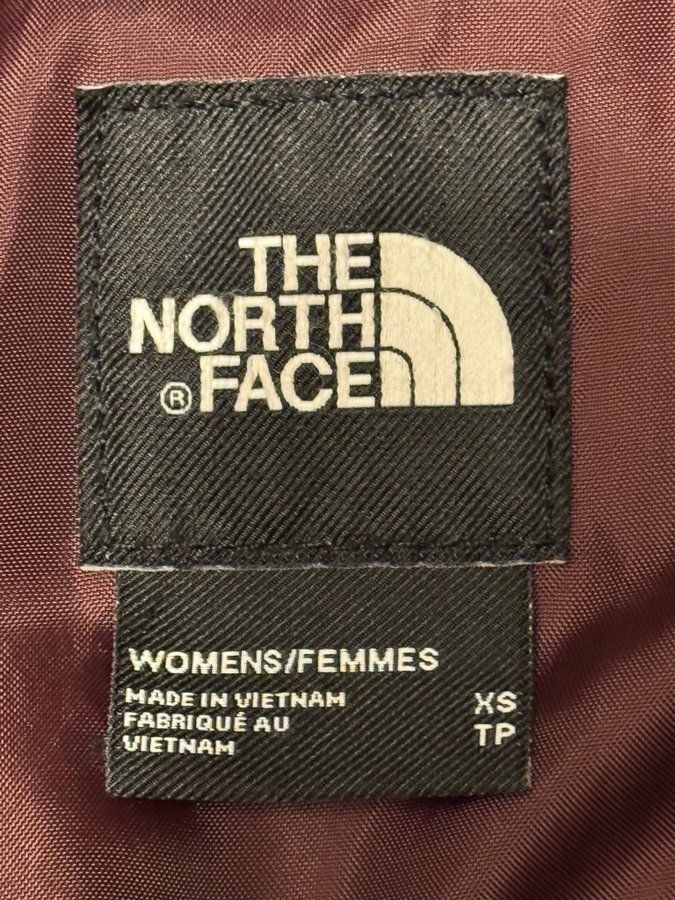 THE
NORTH
® FACE
WOMENS/FEMMES
MADE IN VIETNAM XS
FABRIQUÉ AU TP
VIETNAM